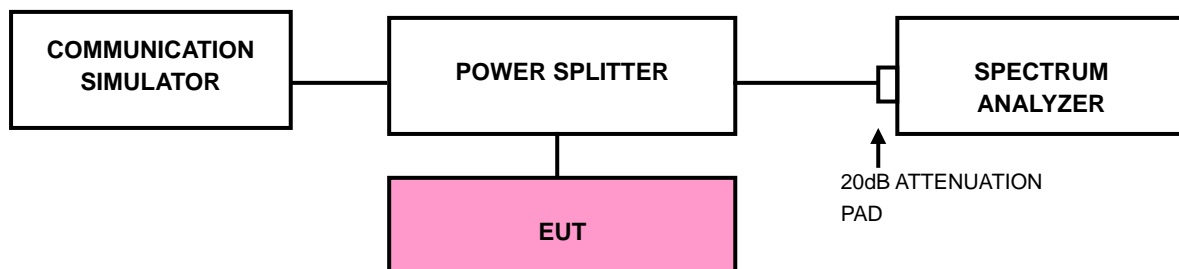 COMMUNICATION
SIMULATOR
POWER SPLITTER
SPECTRUM
ANALYZER
20dB ATTENUATION
PAD
EUT